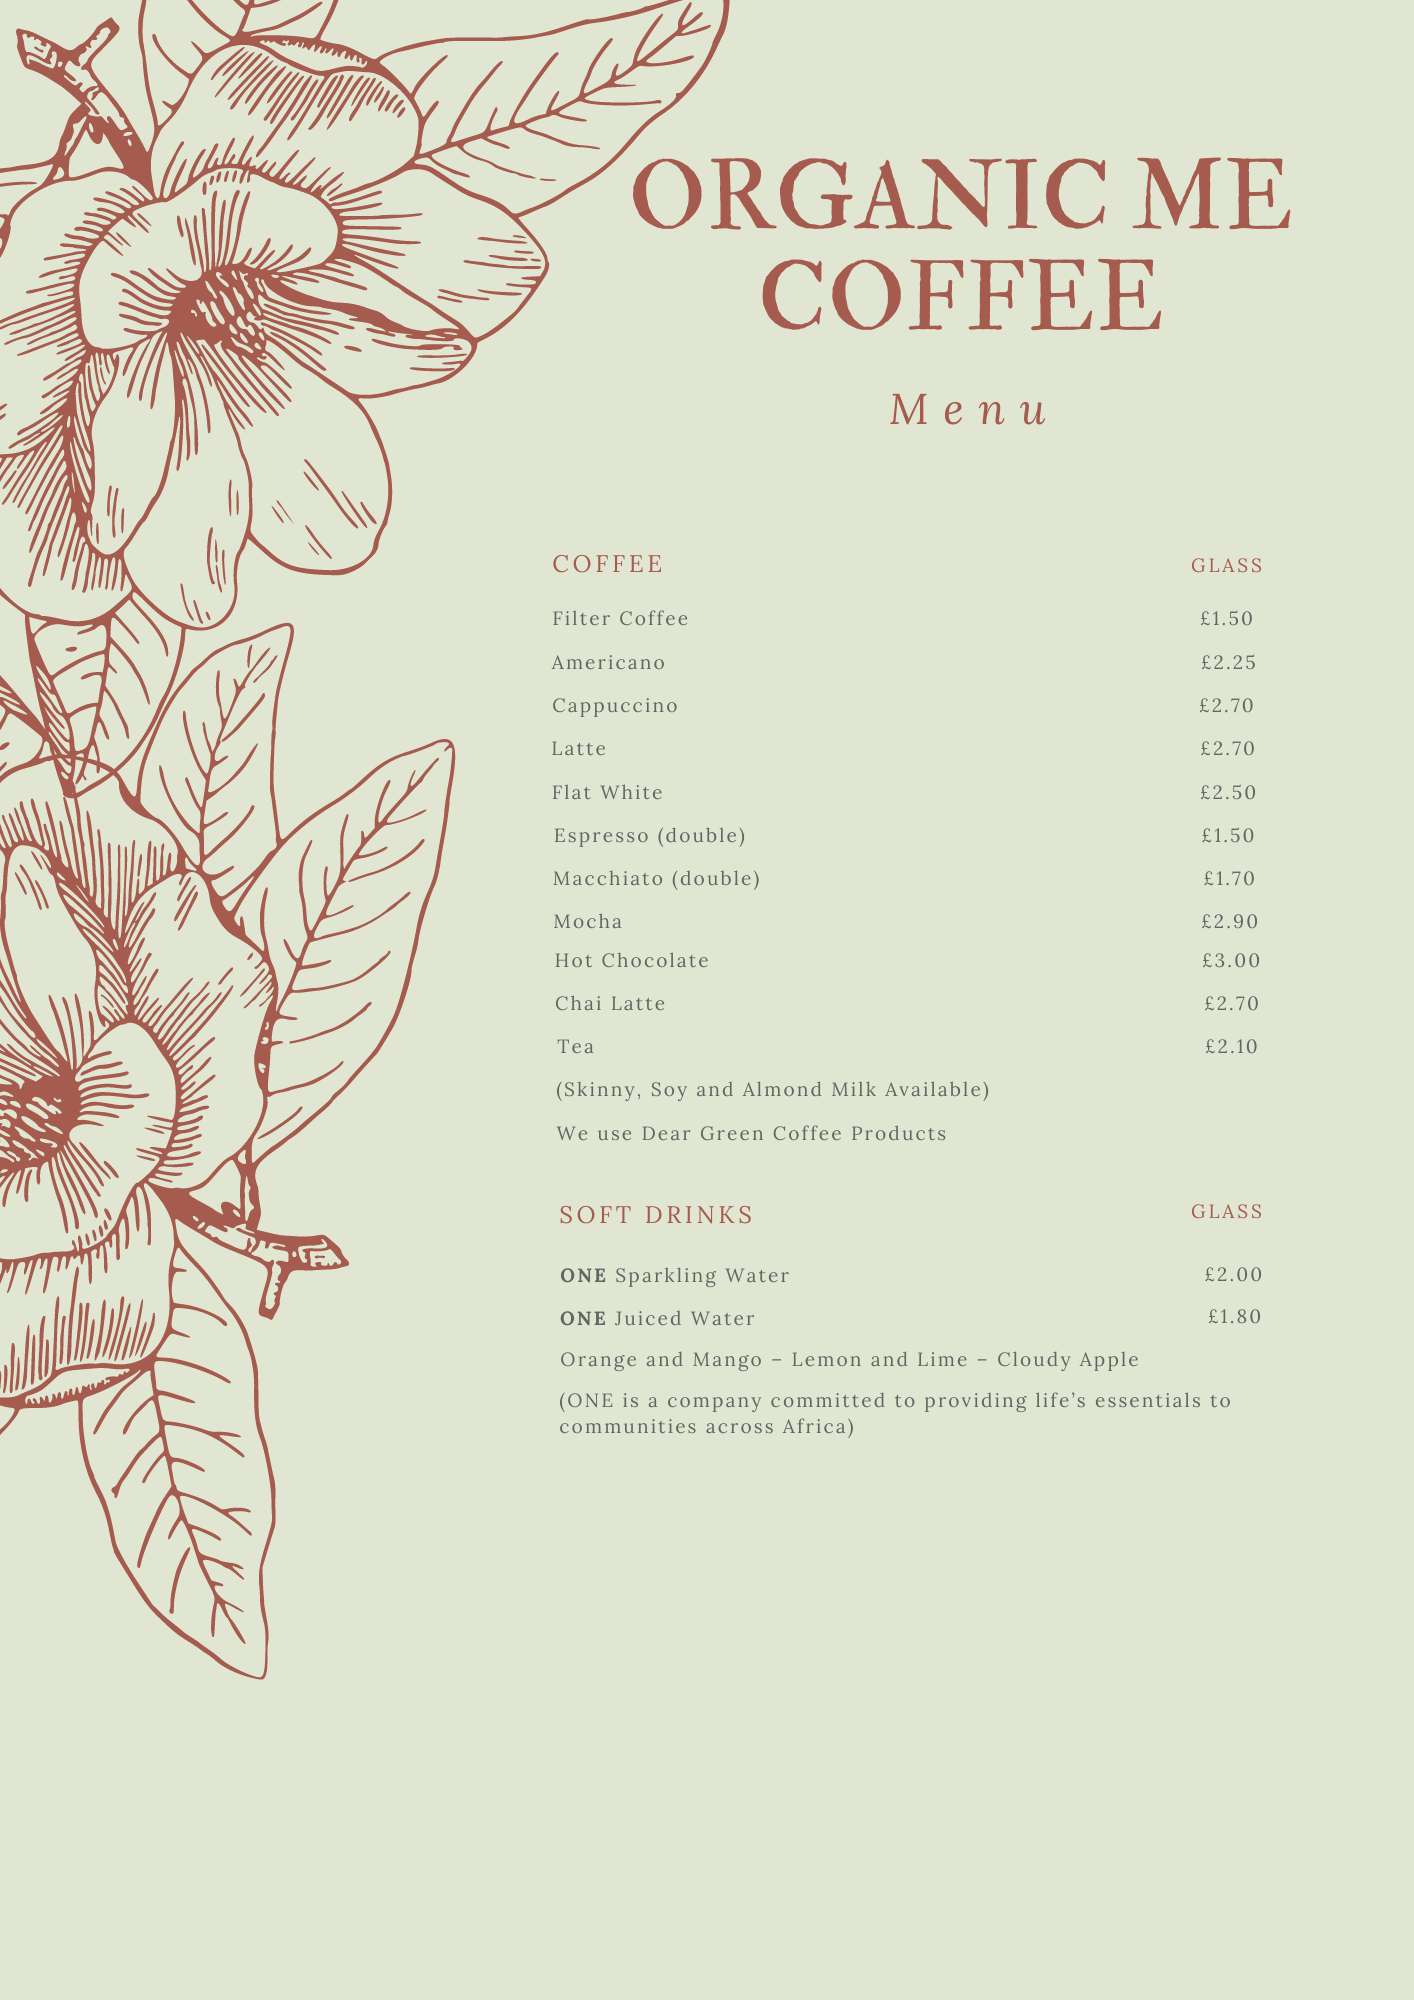 ORGANIC ME
COFFEE
Menu
COFFEE GLASS
Filter Coffee £1.50
Americano £2.25
Cappuccino £2.70
Latte £2.70
Flat White £2.50
Espresso (double) £1.50
Macchiato (double) £1.70
Mocha £2.90
Hot Chocolate £3.00
Chai Latte £2.70
Tea £2.10
(Skinny, Soy and Almond Milk Available)
We use Dear Green Coffee Products
SOFT DRINKS GLASS
ONE Sparkling Water £2.00
ONE Juiced Water £1.80
Orange and Mango – Lemon and Lime – Cloudy Apple
(ONE is a company committed to providing life’s essentials to
communities across Africa)